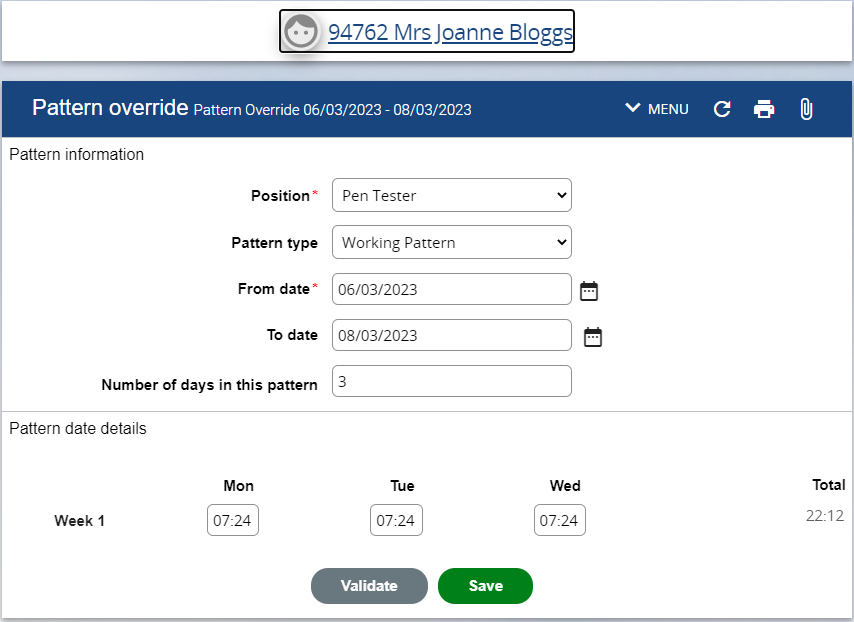 94762 Mrs Joanne Bloggs
Pattern override Pattern Override 06/03/2023 - 08/03/2023 MENU
Pattern information
Position* Pen Tester
Pattern type Working Pattern
From date* 06/03/2023
To date 08/03/2023
Number of days in this pattern 3
Pattern date details
Mon Tue Wed Total
Week 1 07:24 07:24 07:24 22:12
Validate Save